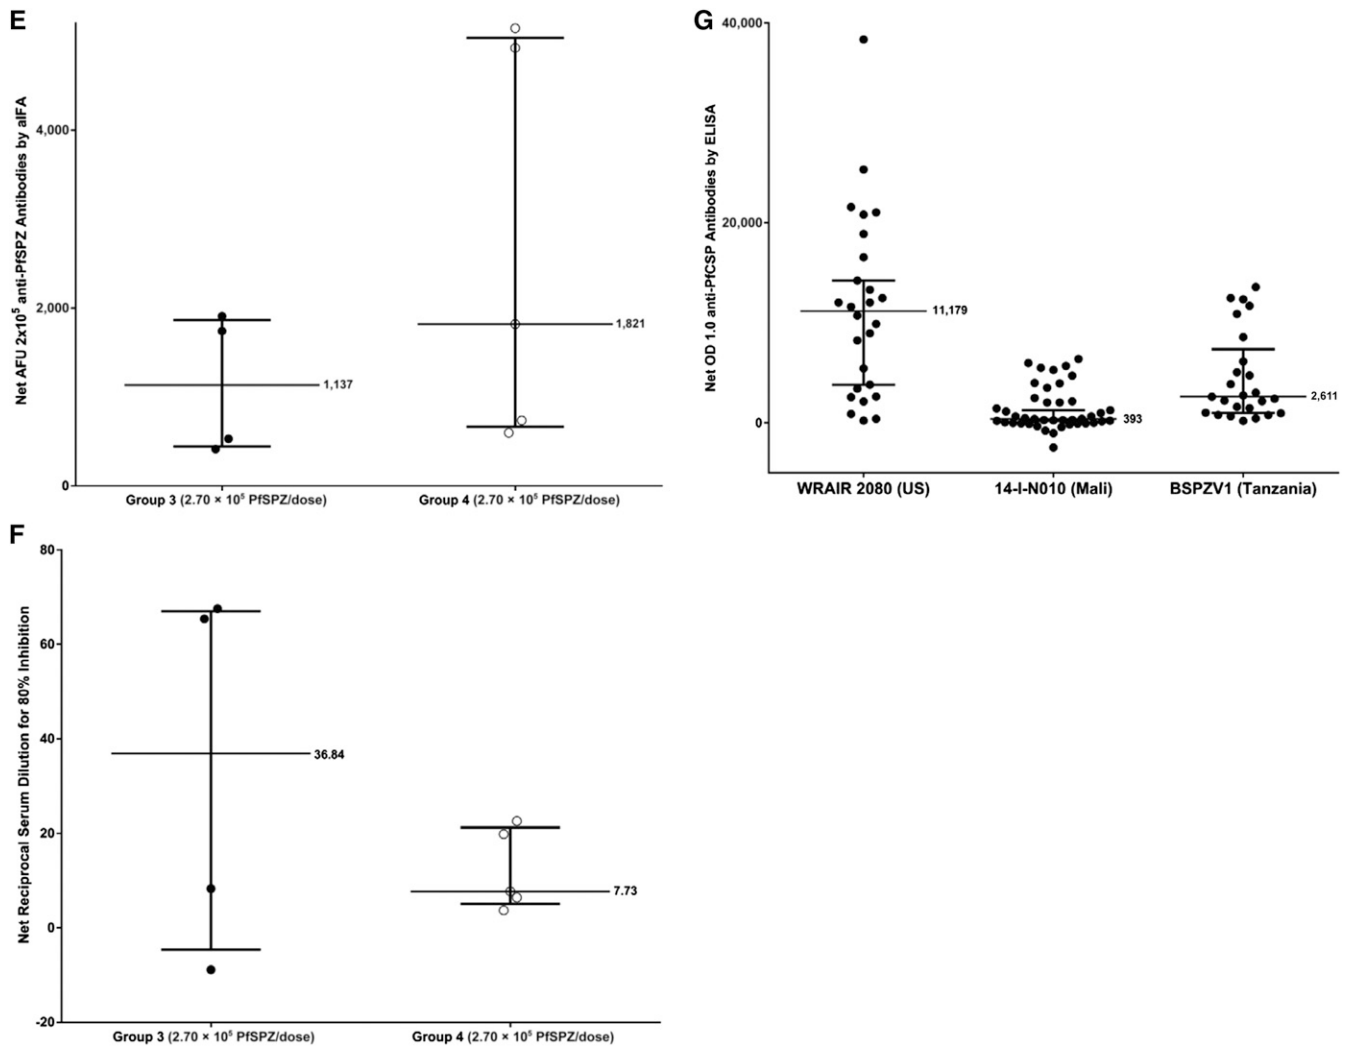 E
Net AFU 2x10⁵ anti-PfSPZ Antibodies by aIFA
4,000
2,000
0
1,137
1,821
Group 3 (2.70 × 10⁵ PfSPZ/dose)
Group 4 (2.70 × 10⁵ PfSPZ/dose)
G
Net OD 1.0 anti-PfCSP Antibodies by ELISA
40,000
20,000
0
11,179
393
2,611
WRAIR 2080 (US)
14-I-N010 (Mali)
BSPZV1 (Tanzania)
F
Net Reciprocal Serum Dilution for 80% Inhibition
80
60
40
20
0
-20
36.84
7.73
Group 3 (2.70 × 10⁵ PfSPZ/dose)
Group 4 (2.70 × 10⁵ PfSPZ/dose)